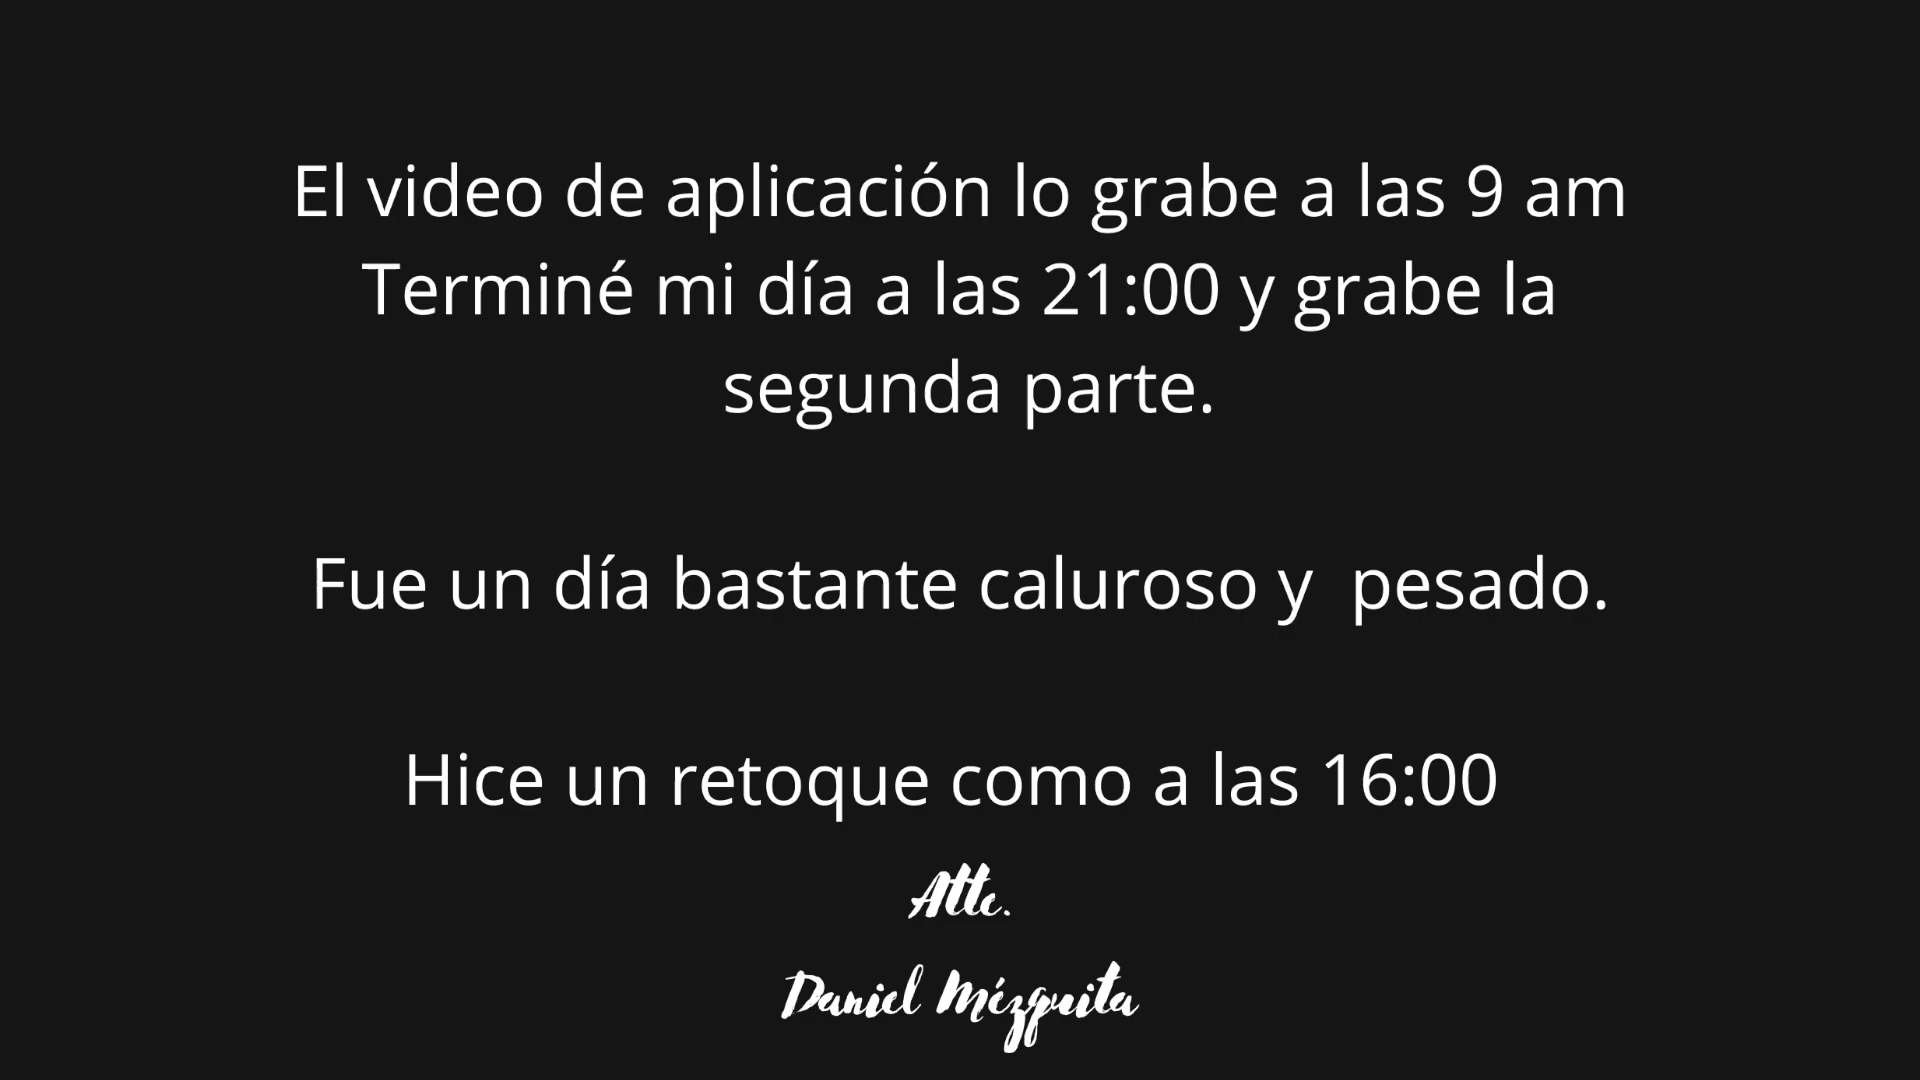 El video de aplicación lo grabe a las 9 am
Terminé mi día a las 21:00 y grabe la
segunda parte.
Fue un día bastante caluroso y  pesado.
Hice un retoque como a las 16:00
Atte.
Daniel Mézquita